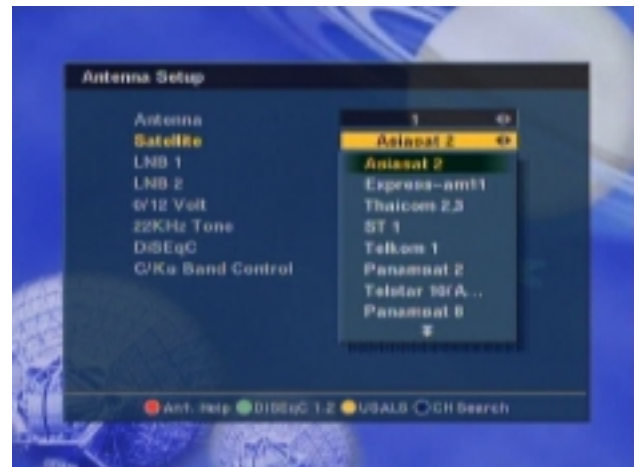 Antenna Setup
Antenna 1
Satellite Asiasat 2
LNB 1 Asiasat 2
LNB 2 Express-am11
0/12 Volt Thaicom 2,3
22KHz Tone ST 1
DiSEqC Telkom 1
C/Ku Band Control Panamsat 2
Telstar 10( A...
Panamsat 8
Ant. Help DISEqC 1.2 USALS CH Search